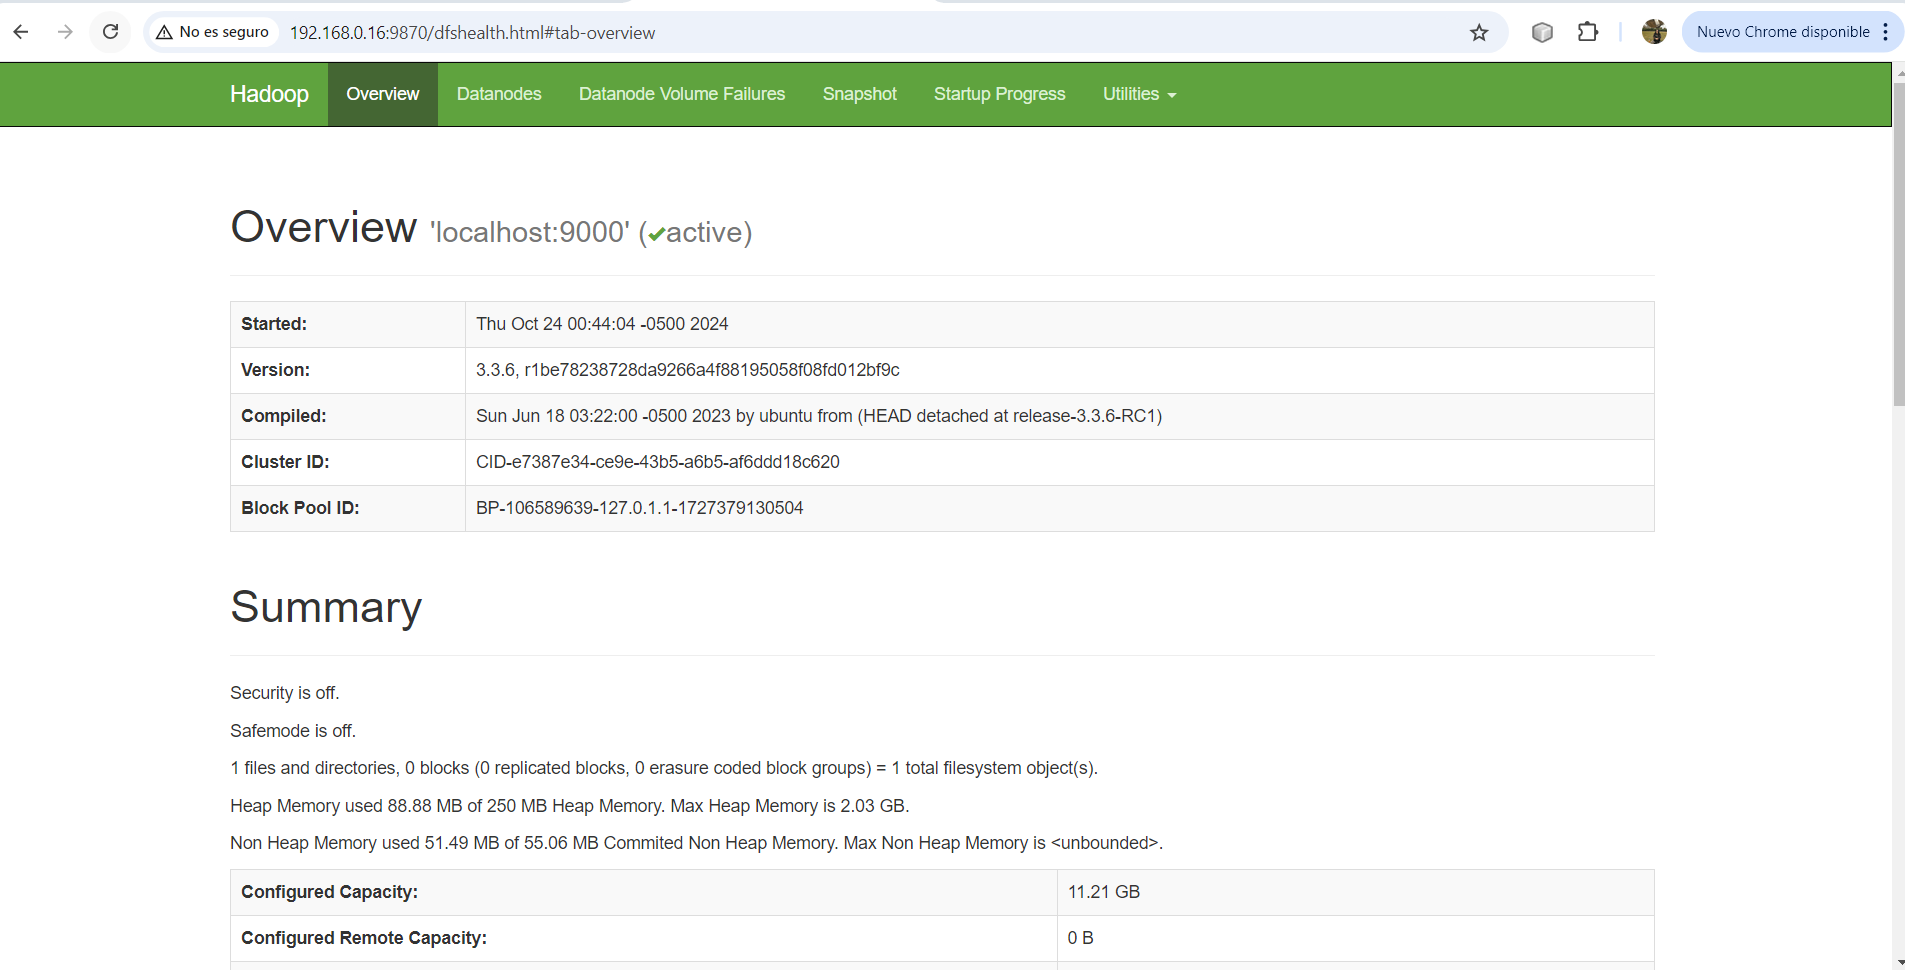 No es seguro 192.168.0.16:9870/dfshealth.html#tab-overview Nuevo Chrome disponible
Hadoop Overview Datanodes Datanode Volume Failures Snapshot Startup Progress Utilities
Overview 'localhost:9000' (✔active)
Started: Thu Oct 24 00:44:04 -0500 2024
Version: 3.3.6, r1be78238728da9266a4f88195058f08fd012bf9c
Compiled: Sun Jun 18 03:22:00 -0500 2023 by ubuntu from (HEAD detached at release-3.3.6-RC1)
Cluster ID: CID-e7387e34-ce9e-43b5-a6b5-af6ddd18c620
Block Pool ID: BP-106589639-127.0.1.1-1727379130504
Summary
Security is off.
Safemode is off.
1 files and directories, 0 blocks (0 replicated blocks, 0 erasure coded block groups) = 1 total filesystem object(s).
Heap Memory used 88.88 MB of 250 MB Heap Memory. Max Heap Memory is 2.03 GB.
Non Heap Memory used 51.49 MB of 55.06 MB Commited Non Heap Memory. Max Non Heap Memory is <unbounded>.
Configured Capacity: 11.21 GB
Configured Remote Capacity: 0 B